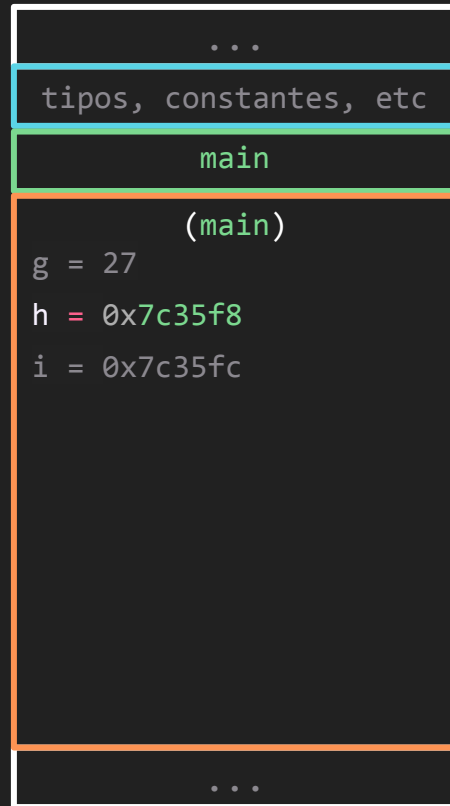 ...
tipos, constantes, etc
main
(main)
g = 27
h = 0x7c35f8
i = 0x7c35fc
...